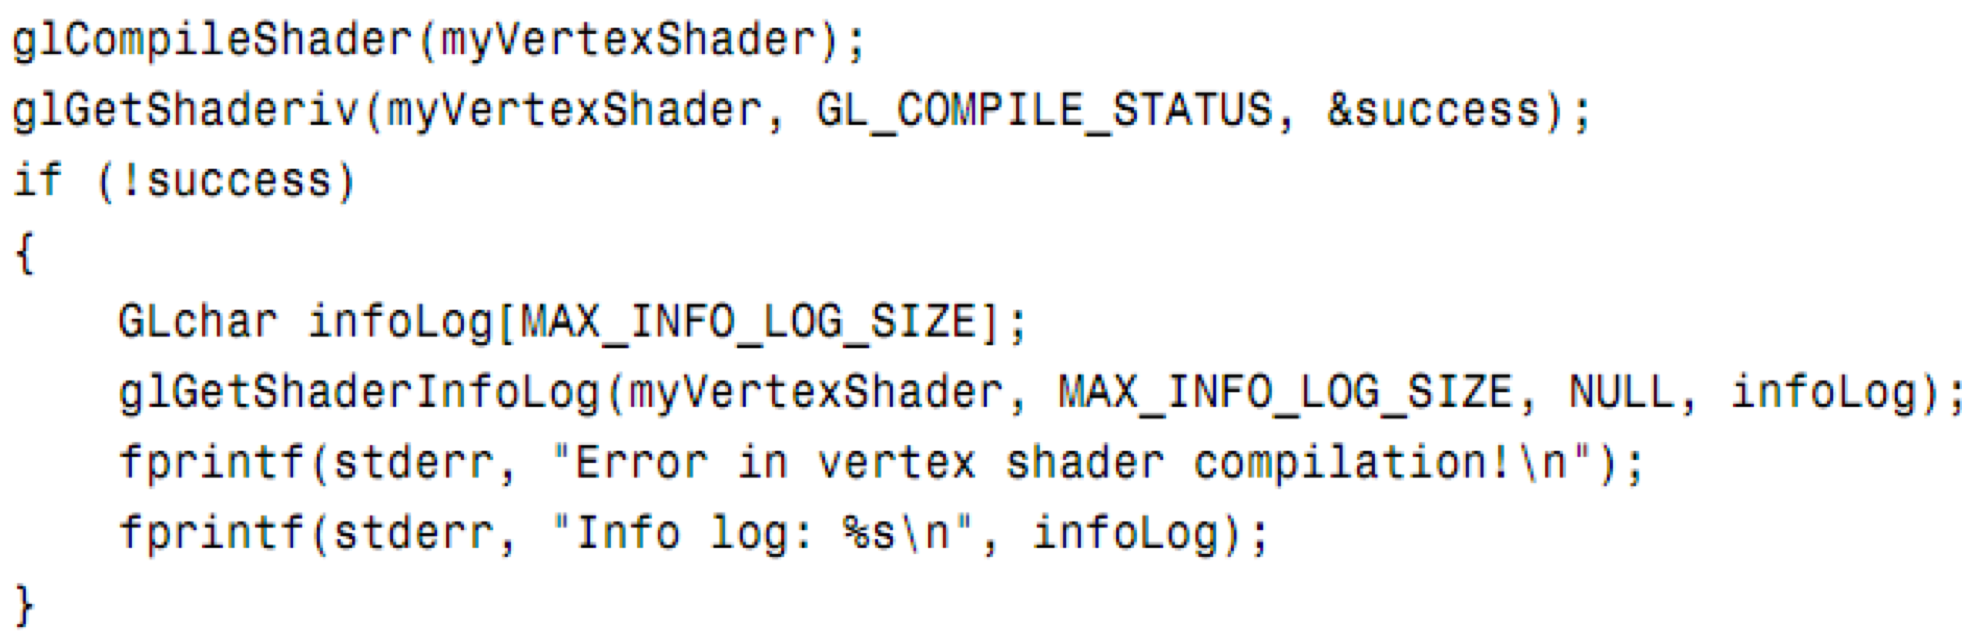 glCompileShader(myVertexShader);
glGetShaderiv(myVertexShader, GL_COMPILE_STATUS, &success);
if (!success)
{
    GLchar infoLog[MAX_INFO_LOG_SIZE];
    glGetShaderInfoLog(myVertexShader, MAX_INFO_LOG_SIZE, NULL, infoLog);
    fprintf(stderr, "Error in vertex shader compilation!\n");
    fprintf(stderr, "Info log: %s\n", infoLog);
}